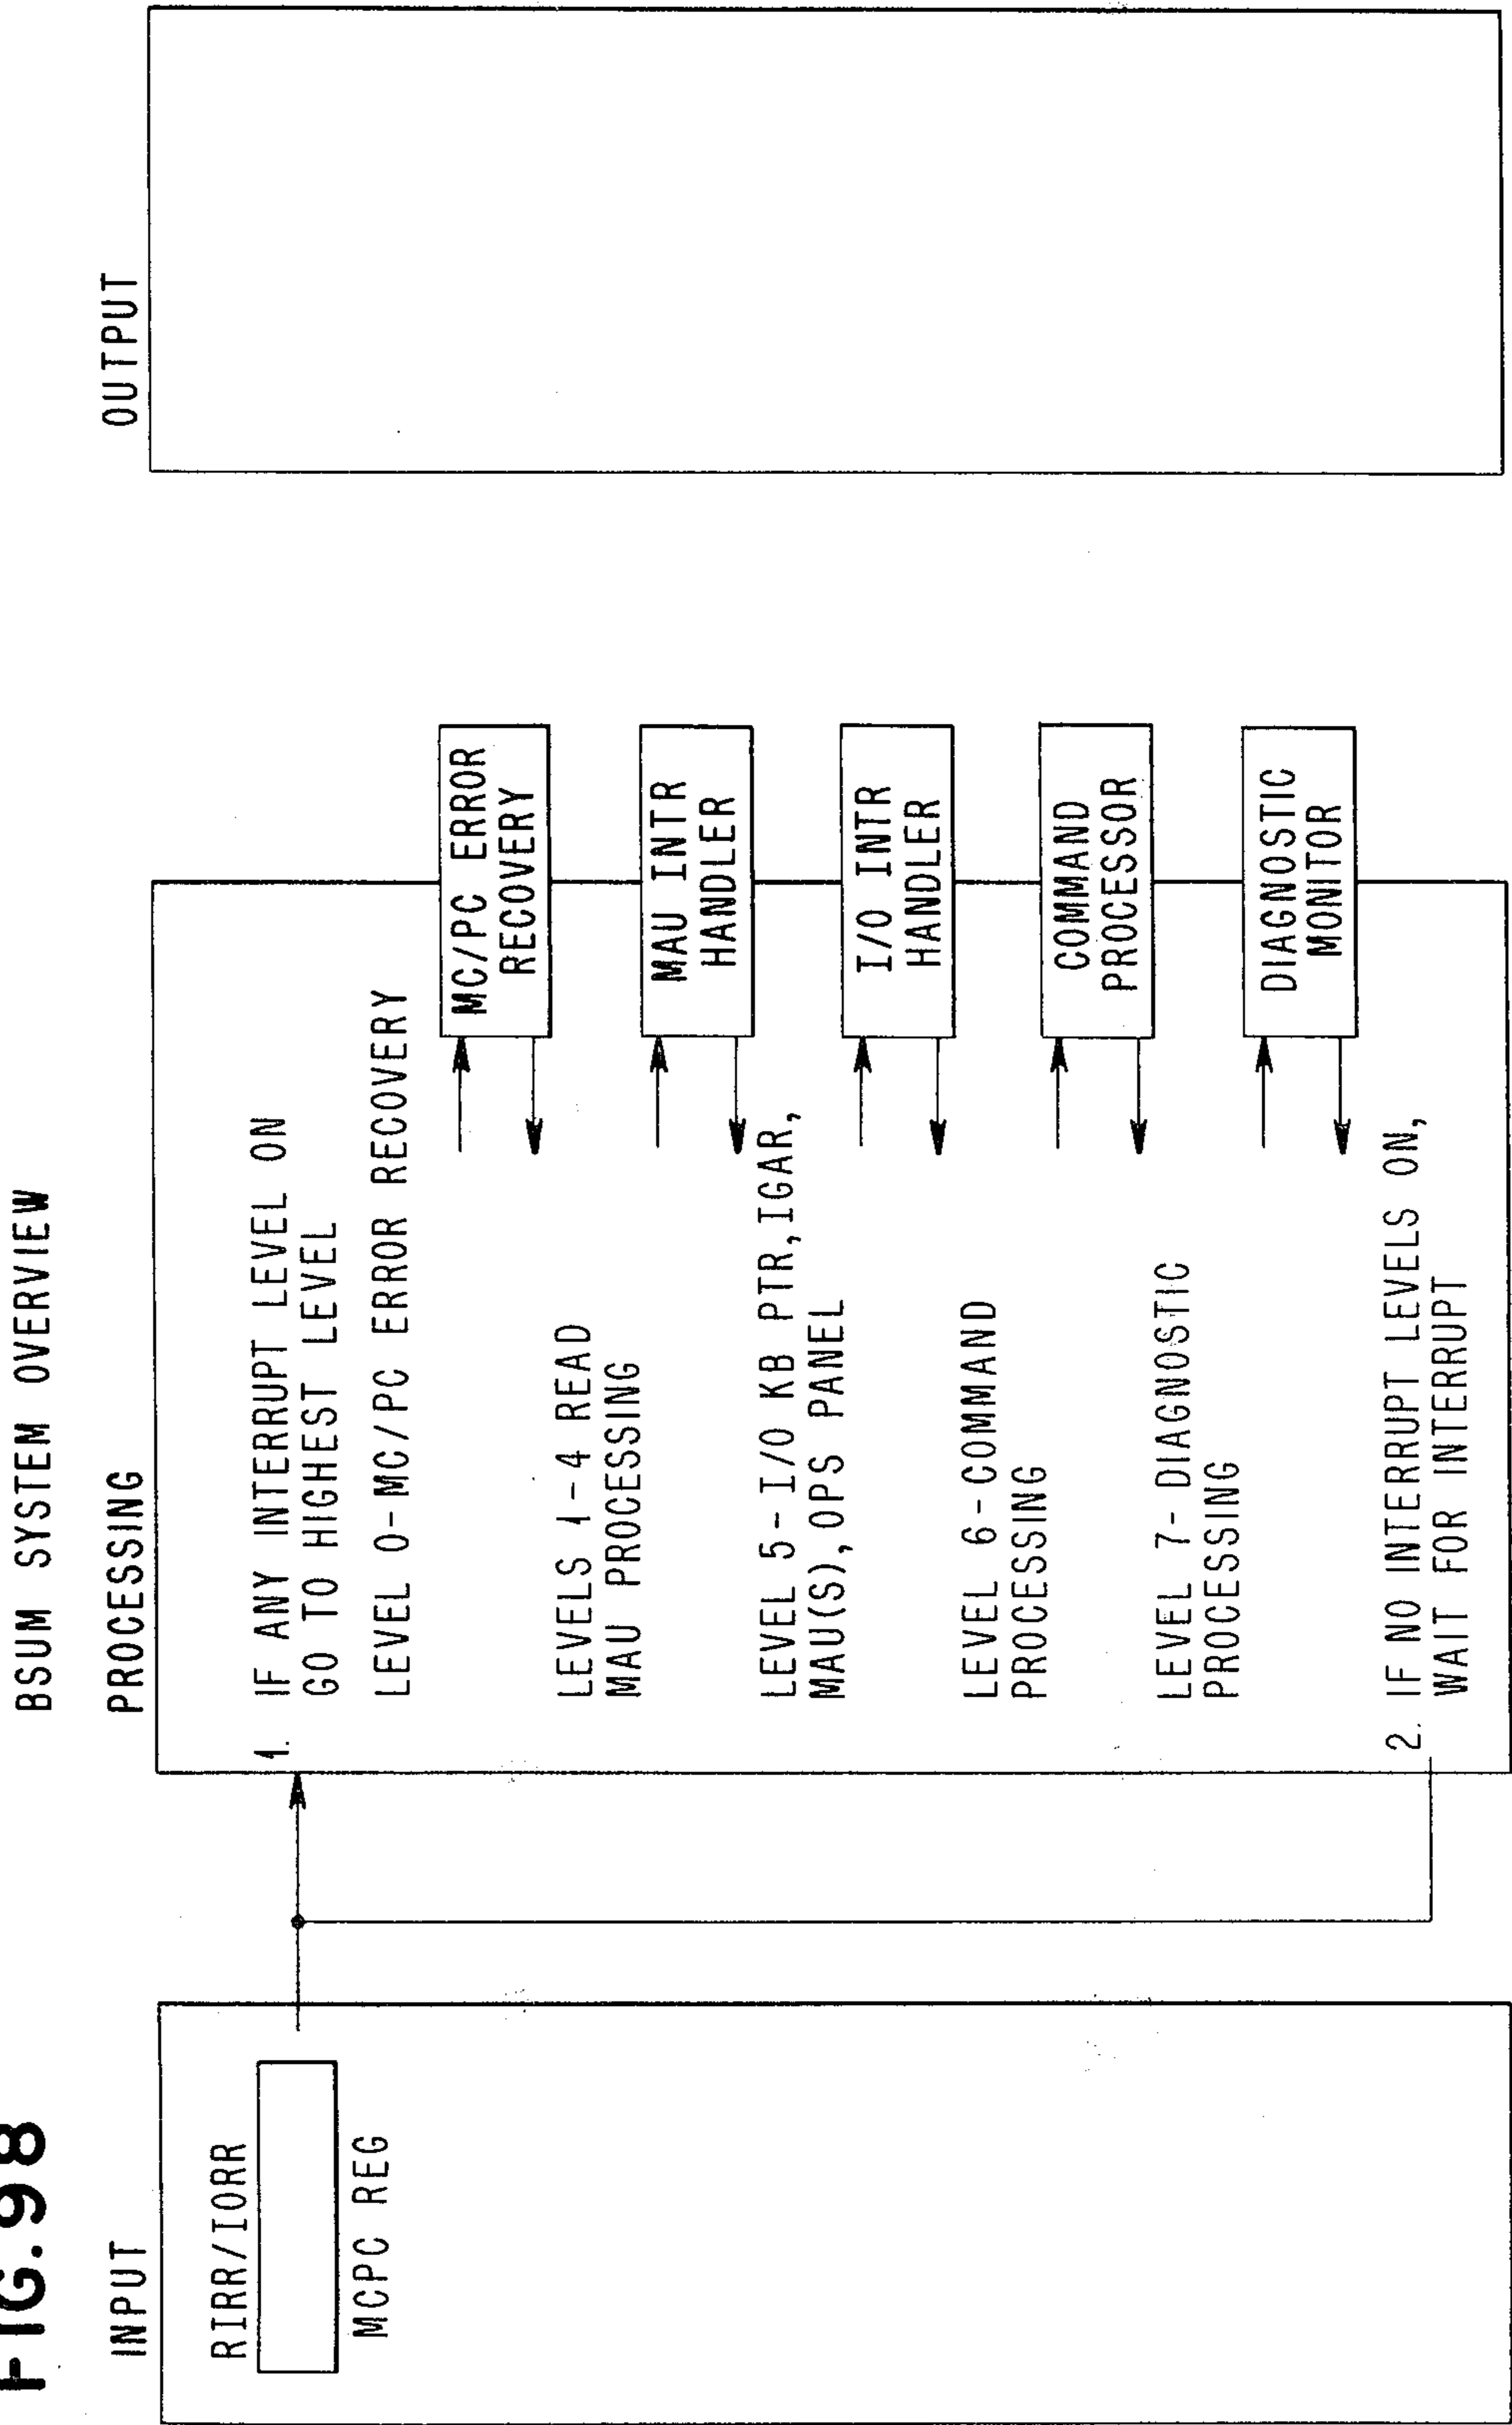 FIG.98
BSUM SYSTEM OVERVIEW
INPUT
RIRR/IORR
MCPC REG
PROCESSING
1. IF ANY INTERRUPT LEVEL ON
GO TO HIGHEST LEVEL
LEVEL 0-MC/PC ERROR RECOVERY
MC/PC ERROR
RECOVERY
LEVELS 1-4 READ
MAU PROCESSING
MAU INTR
HANDLER
LEVEL 5-I/O KB PTR,IGAR,
MAU(S),OPS PANEL
I/O INTR
HANDLER
LEVEL 6-COMMAND
PROCESSING
COMMAND
PROCESSOR
LEVEL 7-DIAGNOSTIC
PROCESSING
DIAGNOSTIC
MONITOR
2. IF NO INTERRUPT LEVELS ON,
WAIT FOR INTERRUPT
OUTPUT